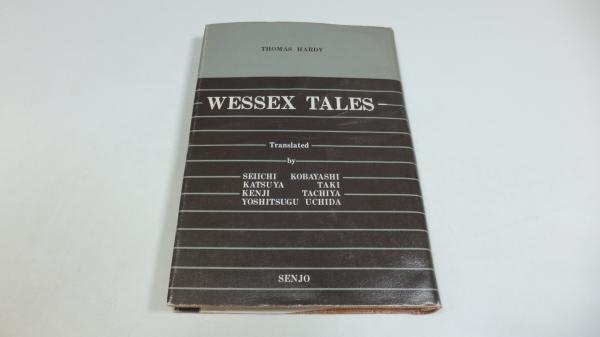 THOMAS HARDY
WESSEX TALES
Translated
by
SEIICHI KOBAYASHI
KATSUYA TAKI
KENJI TACHIYA
YOSHITSUGU UCHIDA
SENJO